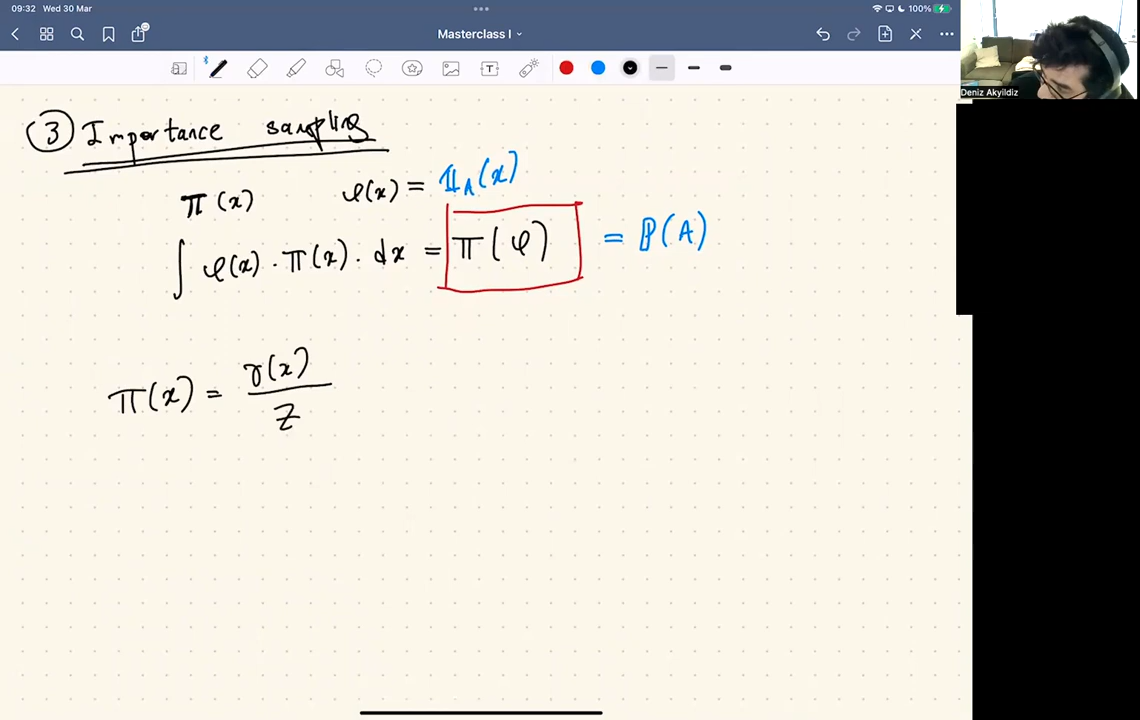 09:32 Wed 30 Mar
100%
Masterclass I
Deniz Akyildiz
③ Importance sampling
π(x) φ(x) = 𝟙_A(x)
∫ φ(x) · π(x) · dx = π(φ) = ℙ(A)
π(x) = γ(x) / Z